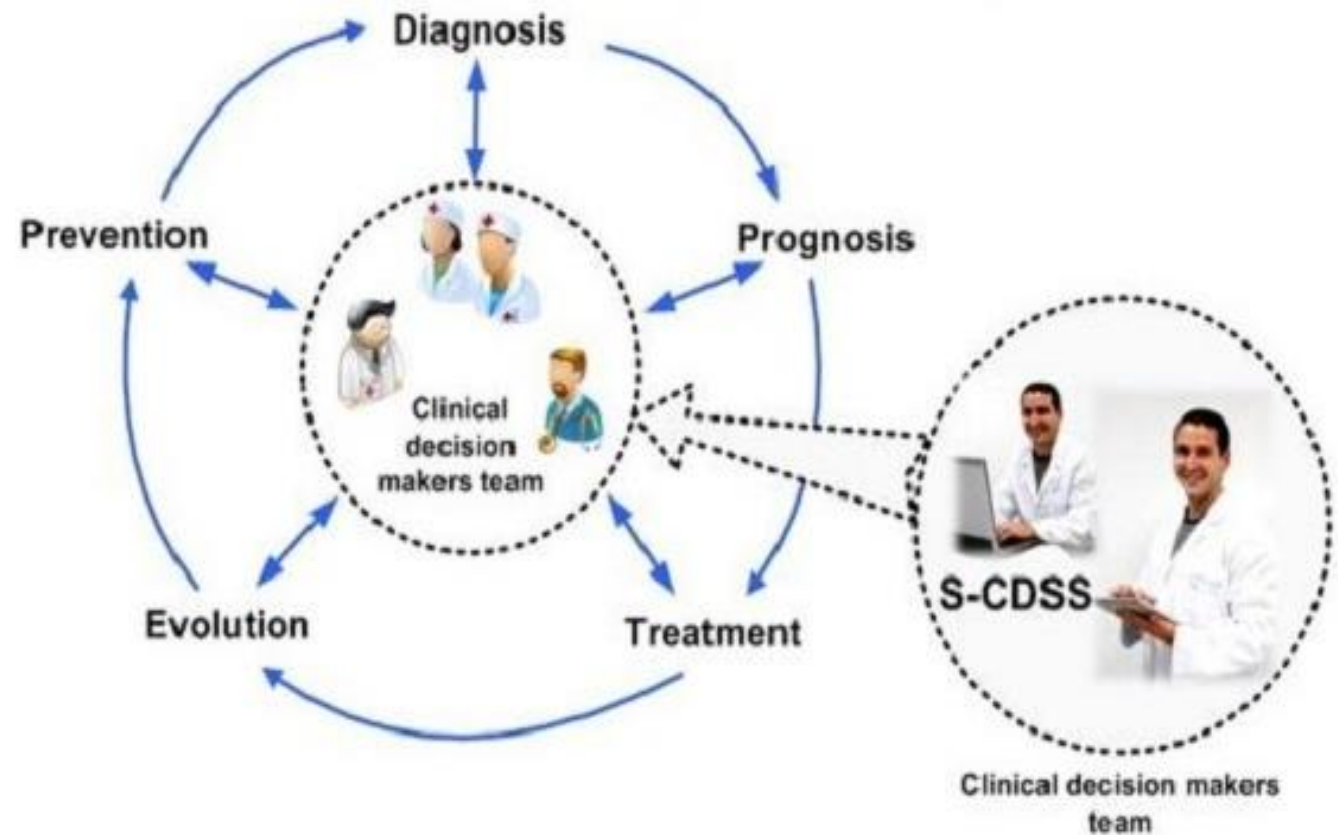 Diagnosis
Prevention
Prognosis
Clinical
decision
makers team
S-CDSS
Evolution
Treatment
Clinical decision makers
team